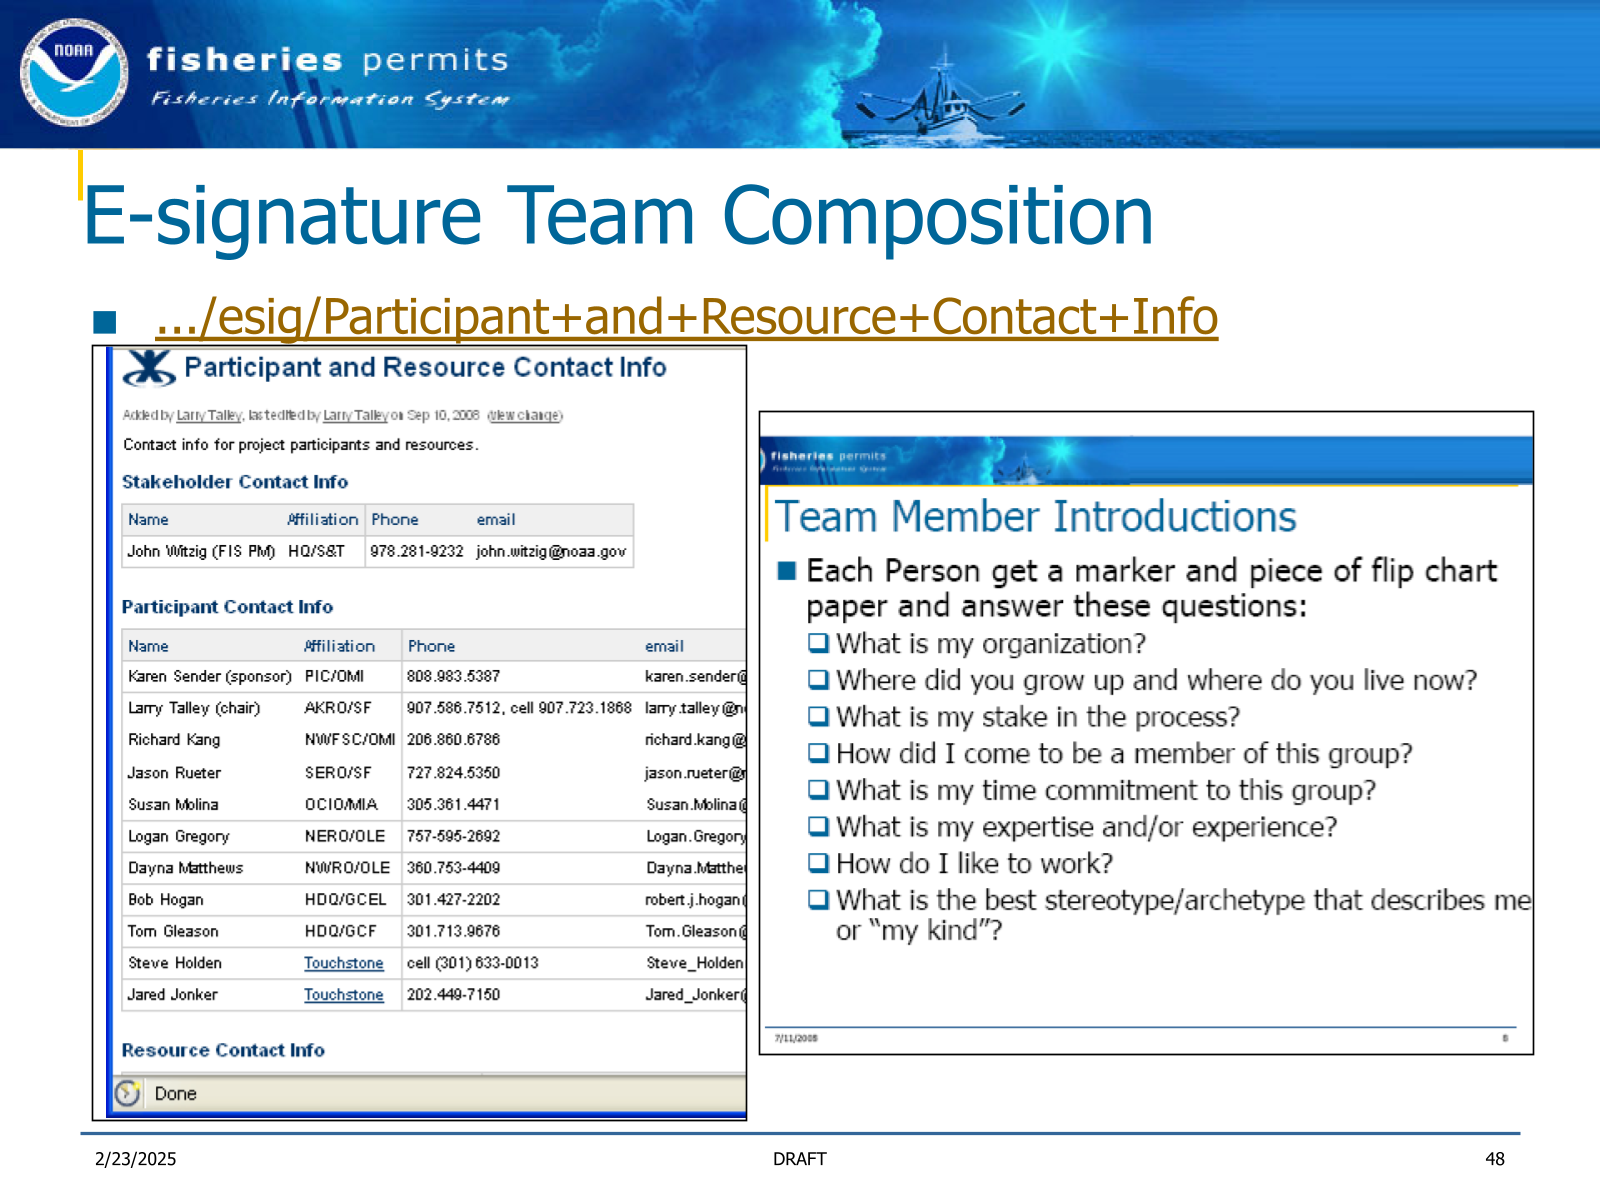 NOAA
fisheries permits
Fisheries Information System
E-signature Team Composition
.../esig/Participant+and+Resource+Contact+Info
Participant and Resource Contact Info
Added by Larry Talley, last edited by Larry Talley on Sep 10, 2008 (view change)
Contact info for project participants and resources.
Stakeholder Contact Info
Name Affiliation Phone email
John Witzig (FIS PM) HQ/S&T 978.281-9232 john.witzig@noaa.gov
Participant Contact Info
Name Affiliation Phone email
Karen Sender (sponsor) PIC/OMI 808.983.5387 karen.sender@
Larry Talley (chair) AKRO/SF 907.586.7512, cell 907.723.1868 larry.talley@n
Richard Kang NWFSC/OMI 206.860.6786 richard.kang@
Jason Rueter SERO/SF 727.824.5350 jason.rueter@
Susan Molina OCIO/MIA 305.361.4471 Susan.Molina@
Logan Gregory NERO/OLE 757-595-2692 Logan.Gregory
Dayna Matthews NWRO/OLE 360.753-4409 Dayna.Matthe
Bob Hogan HDQ/GCEL 301-427-2202 robert.j.hogan
Tom Gleason HDQ/GCF 301.713.9676 Tom.Gleason@
Steve Holden Touchstone cell (301) 633-0013 Steve_Holden
Jared Jonker Touchstone 202.449-7150 Jared_Jonker@
Resource Contact Info
Done
fisheries permits
Fisheries Information System
Team Member Introductions
Each Person get a marker and piece of flip chart
paper and answer these questions:
What is my organization?
Where did you grow up and where do you live now?
What is my stake in the process?
How did I come to be a member of this group?
What is my time commitment to this group?
What is my expertise and/or experience?
How do I like to work?
What is the best stereotype/archetype that describes me
or “my kind”?
7/11/2008 8
2/23/2025 DRAFT 48